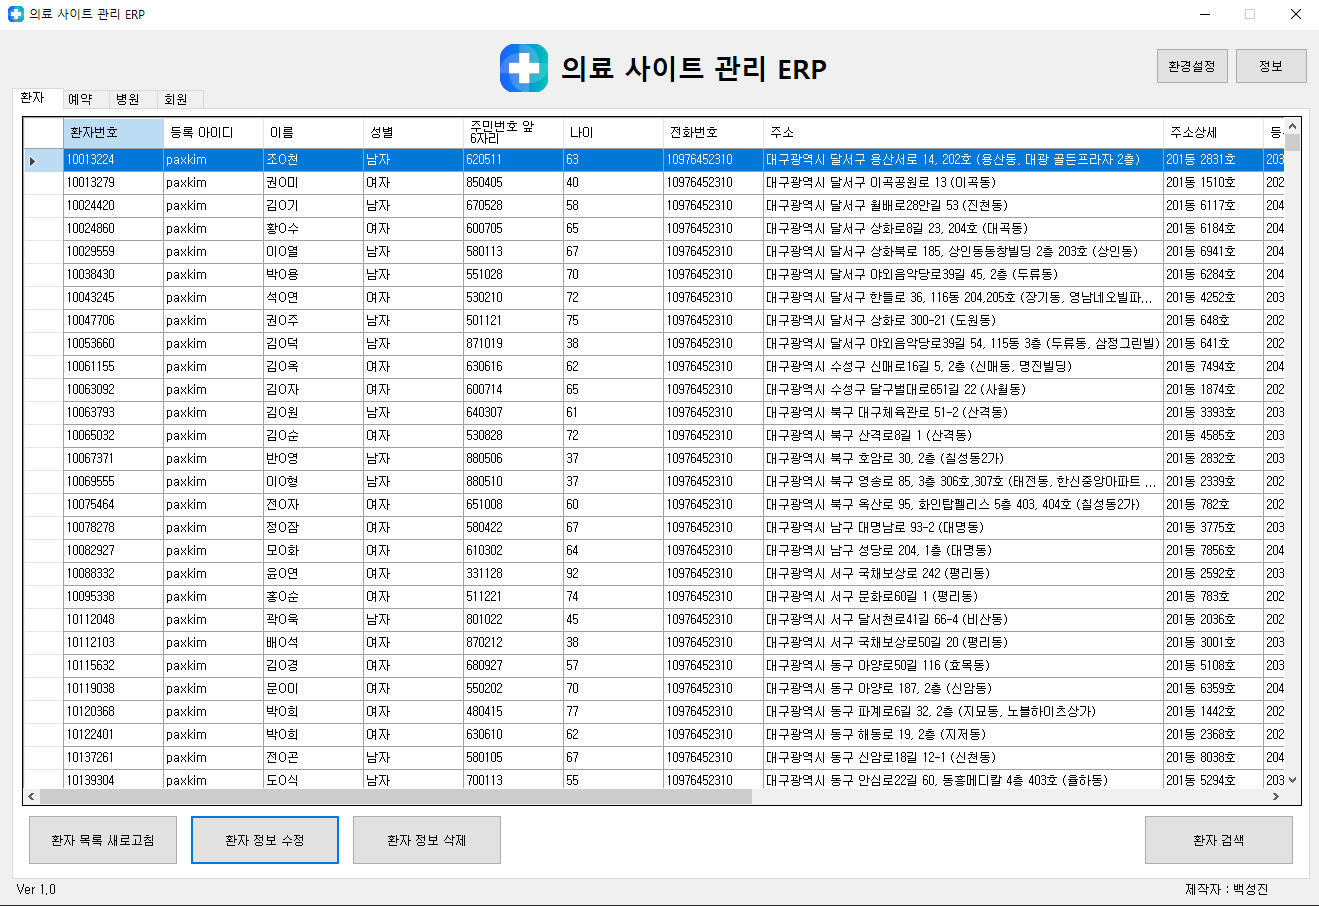 의료 사이트 관리 ERP
의료 사이트 관리 ERP
환경설정 정보
환자 예약 병원 회원
환자번호 등록 아이디 이름 성별 주민번호 앞 6자리 나이 전화번호 주소 주소상세
10013224 paxkim 조O천 남자 620511 63 10976452310 대구광역시 달서구 용산서로 14, 202호 (용산동, 대광 골든프라자 2층) 201동 2831호 203
10013279 paxkim 권O미 여자 850405 40 10976452310 대구광역시 달서구 이곡공원로 13 (이곡동) 201동 1510호 202
10024420 paxkim 김O기 남자 670528 58 10976452310 대구광역시 달서구 월배로28안길 53 (진천동) 201동 6117호 204
10024860 paxkim 황O수 여자 600705 65 10976452310 대구광역시 달서구 상화로8길 23, 204호 (대곡동) 201동 6184호 204
10029559 paxkim 이O열 남자 580113 67 10976452310 대구광역시 달서구 상화북로 185, 상인동동창빌딩 2층 203호 (상인동) 201동 6941호 204
10038430 paxkim 박O용 남자 551028 70 10976452310 대구광역시 달서구 야외음악당로39길 45, 2층 (두류동) 201동 6284호 204
10043245 paxkim 석O연 여자 530210 72 10976452310 대구광역시 달서구 한들로 36, 116동 204,205호 (장기동, 영남네오빌파... 201동 4252호 203
10047706 paxkim 권O주 남자 501121 75 10976452310 대구광역시 달서구 상화로 300-21 (도원동) 201동 648호 202
10053660 paxkim 김O덕 남자 871019 38 10976452310 대구광역시 달서구 야외음악당로39길 54, 115동 3층 (두류동, 삼정그린빌) 201동 641호 202
10061155 paxkim 김O옥 여자 630616 62 10976452310 대구광역시 수성구 신매로16길 5, 2층 (신매동, 명진빌딩) 201동 7494호 204
10063092 paxkim 김O자 여자 600714 65 10976452310 대구광역시 수성구 달구벌대로651길 22 (사월동) 201동 1874호 202
10063793 paxkim 김O원 남자 640307 61 10976452310 대구광역시 북구 대구체육관로 51-2 (산격동) 201동 3393호 203
10065032 paxkim 김O순 여자 530828 72 10976452310 대구광역시 북구 산격로8길 1 (산격동) 201동 4585호 203
10067371 paxkim 반O영 남자 880506 37 10976452310 대구광역시 북구 호암로 30, 2층 (칠성동2가) 201동 2832호 203
10069555 paxkim 이O형 남자 880510 37 10976452310 대구광역시 북구 영송로 85, 3층 306호,307호 (태전동, 한신중앙아파트 ... 201동 2339호 202
10075464 paxkim 전O자 여자 651008 60 10976452310 대구광역시 북구 옥산로 95, 화인탑펠리스 5층 403, 404호 (칠성동2가) 201동 782호 202
10078278 paxkim 정O잠 여자 580422 67 10976452310 대구광역시 남구 대명남로 93-2 (대명동) 201동 3775호 203
10082927 paxkim 모O화 여자 610302 64 10976452310 대구광역시 남구 성당로 204, 1층 (대명동) 201동 7856호 204
10088332 paxkim 윤O연 여자 331128 92 10976452310 대구광역시 서구 국채보상로 242 (평리동) 201동 2592호 203
10095338 paxkim 홍O순 여자 511221 74 10976452310 대구광역시 서구 문화로60길 1 (평리동) 201동 783호 202
10112048 paxkim 곽O욱 남자 801022 45 10976452310 대구광역시 서구 달서천로41길 66-4 (비산동) 201동 2036호 202
10112103 paxkim 배O석 여자 870212 38 10976452310 대구광역시 서구 국채보상로50길 20 (평리동) 201동 3001호 203
10115632 paxkim 김O경 여자 680927 57 10976452310 대구광역시 동구 아양로50길 116 (효목동) 201동 5108호 203
10119038 paxkim 문O이 여자 550202 70 10976452310 대구광역시 동구 아양로 187, 2층 (신암동) 201동 6359호 204
10120368 paxkim 박O희 여자 480415 77 10976452310 대구광역시 동구 파계로6길 32, 2층 (지묘동, 노블하이츠상가) 201동 1442호 202
10122401 paxkim 박O희 여자 630610 62 10976452310 대구광역시 동구 해동로 19, 2층 (지저동) 201동 2368호 202
10137261 paxkim 전O곤 남자 580105 67 10976452310 대구광역시 동구 신암로18길 12-1 (신천동) 201동 8038호 204
10139304 paxkim 도O식 남자 700113 55 10976452310 대구광역시 동구 안심로22길 60, 동흥메디칼 4층 403호 (율하동) 201동 5294호 203
환자 목록 새로고침 환자 정보 수정 환자 정보 삭제 환자 검색
Ver 1.0 제작자 : 백성진